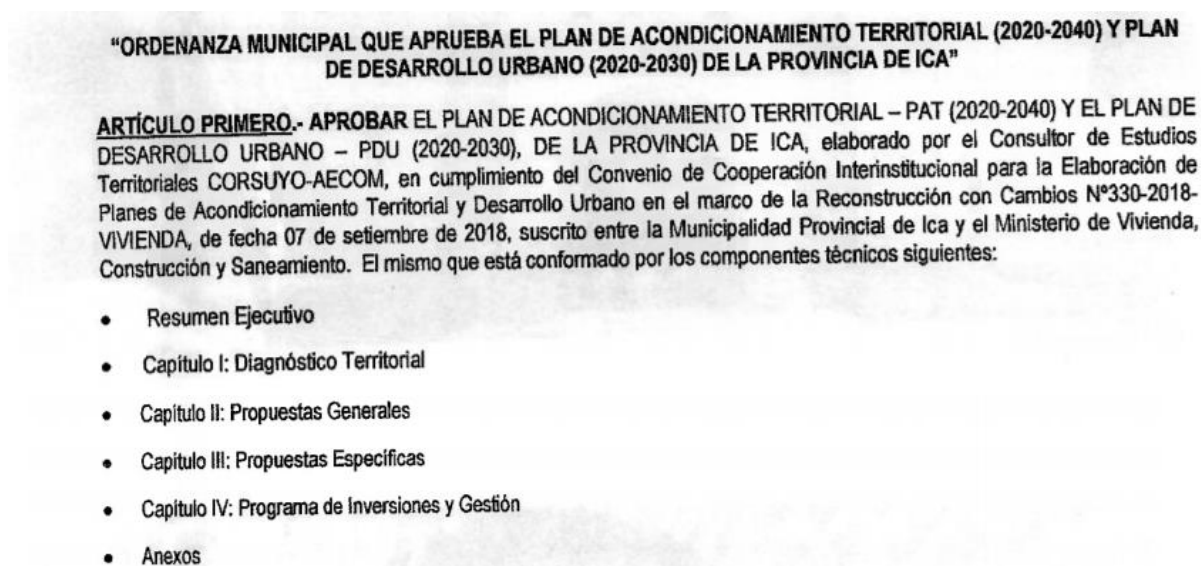 "ORDENANZA MUNICIPAL QUE APRUEBA EL PLAN DE ACONDICIONAMIENTO TERRITORIAL (2020-2040) Y PLAN
DE DESARROLLO URBANO (2020-2030) DE LA PROVINCIA DE ICA"
ARTÍCULO PRIMERO.- APROBAR EL PLAN DE ACONDICIONAMIENTO TERRITORIAL – PAT (2020-2040) Y EL PLAN DE
DESARROLLO URBANO – PDU (2020-2030), DE LA PROVINCIA DE ICA, elaborado por el Consultor de Estudios
Territoriales CORSUYO-AECOM, en cumplimiento del Convenio de Cooperación Interinstitucional para la Elaboración de
Planes de Acondicionamiento Territorial y Desarrollo Urbano en el marco de la Reconstrucción con Cambios Nº330-2018-
VIVIENDA, de fecha 07 de setiembre de 2018, suscrito entre la Municipalidad Provincial de Ica y el Ministerio de Vivienda,
Construcción y Saneamiento. El mismo que está conformado por los componentes técnicos siguientes:
• Resumen Ejecutivo
• Capítulo I: Diagnóstico Territorial
• Capítulo II: Propuestas Generales
• Capítulo III: Propuestas Específicas
• Capítulo IV: Programa de Inversiones y Gestión
• Anexos